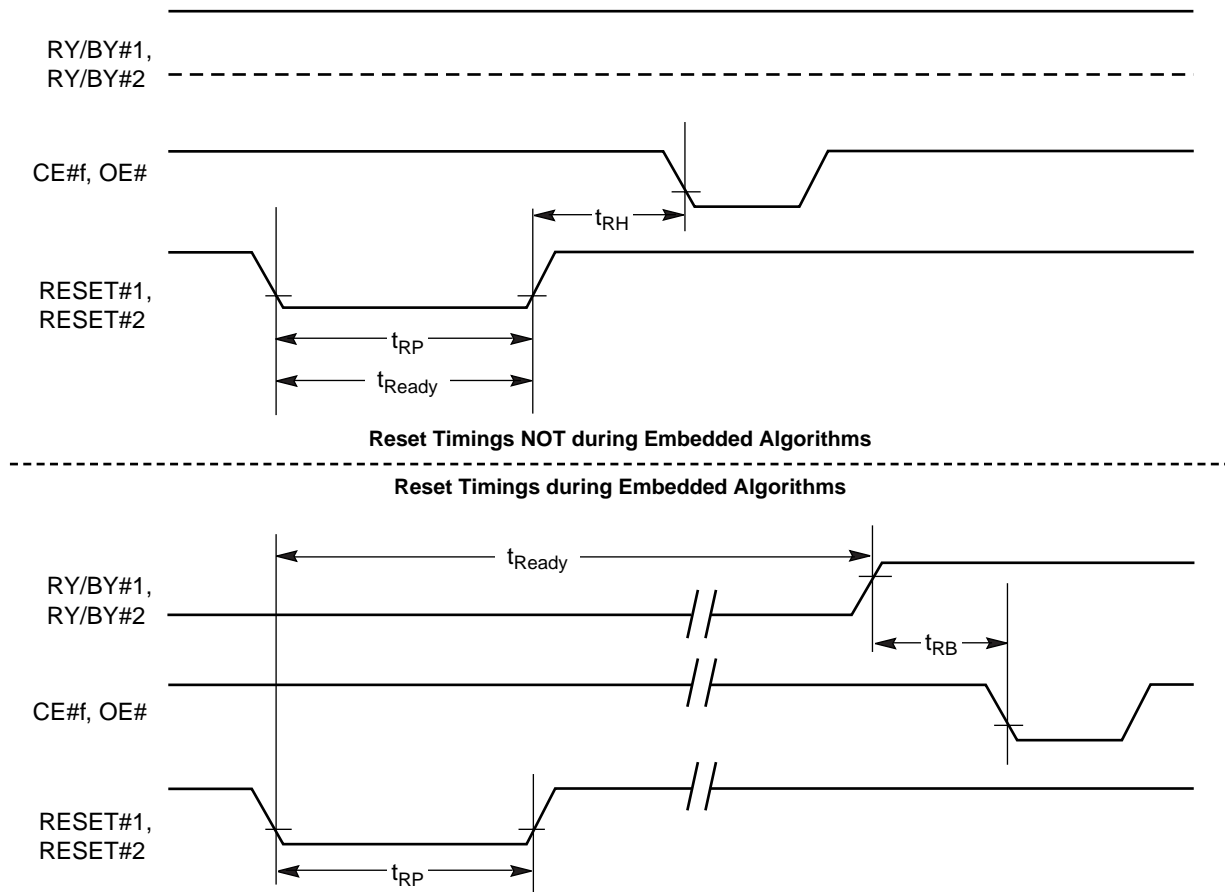 RY/BY#1,
RY/BY#2
CE#f, OE#
tRH
RESET#1,
RESET#2
tRP
tReady
Reset Timings NOT during Embedded Algorithms
Reset Timings during Embedded Algorithms
tReady
RY/BY#1,
RY/BY#2
tRB
CE#f, OE#
RESET#1,
RESET#2
tRP